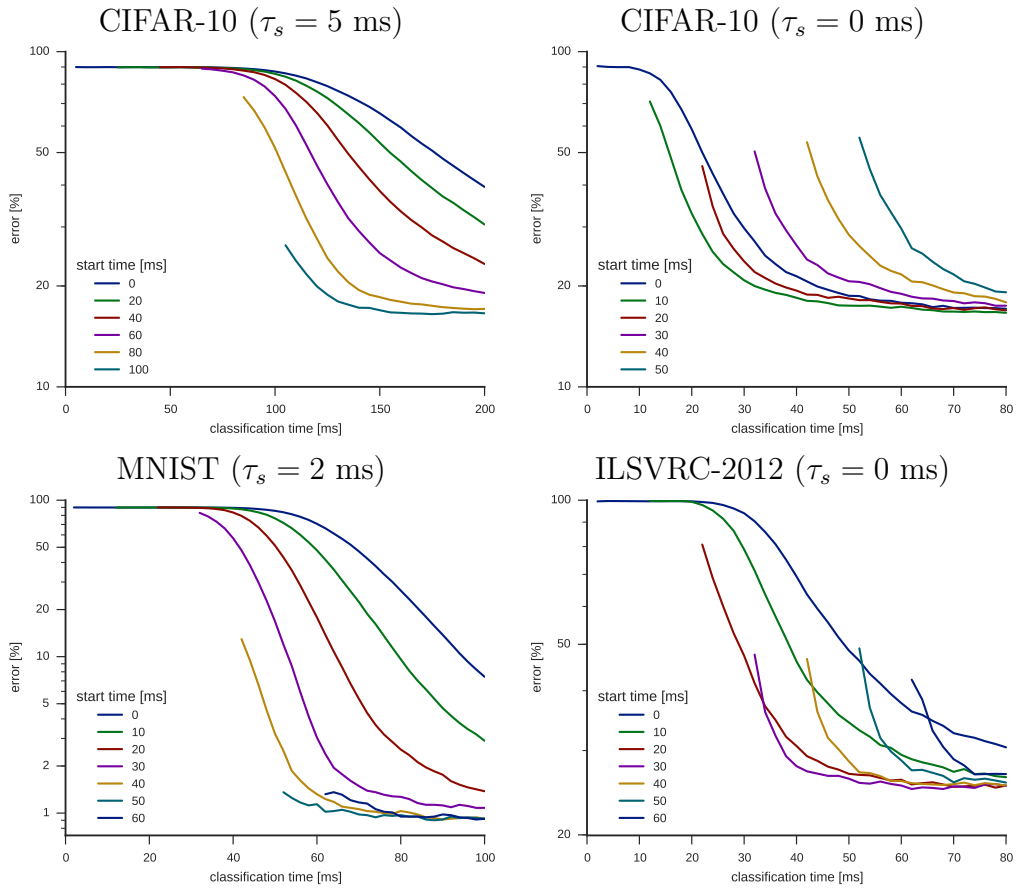 CIFAR-10 (τs = 5 ms)
100
50
20
10
error [%]
start time [ms]
0
20
40
60
80
100
0 50 100 150 200
classification time [ms]
CIFAR-10 (τs = 0 ms)
100
50
20
10
error [%]
start time [ms]
0
10
20
30
40
50
0 10 20 30 40 50 60 70 80
classification time [ms]
MNIST (τs = 2 ms)
100
50
20
10
5
2
1
error [%]
start time [ms]
0
10
20
30
40
50
60
0 20 40 60 80 100
classification time [ms]
ILSVRC-2012 (τs = 0 ms)
100
50
20
error [%]
start time [ms]
0
10
20
30
40
50
60
0 10 20 30 40 50 60 70 80
classification time [ms]